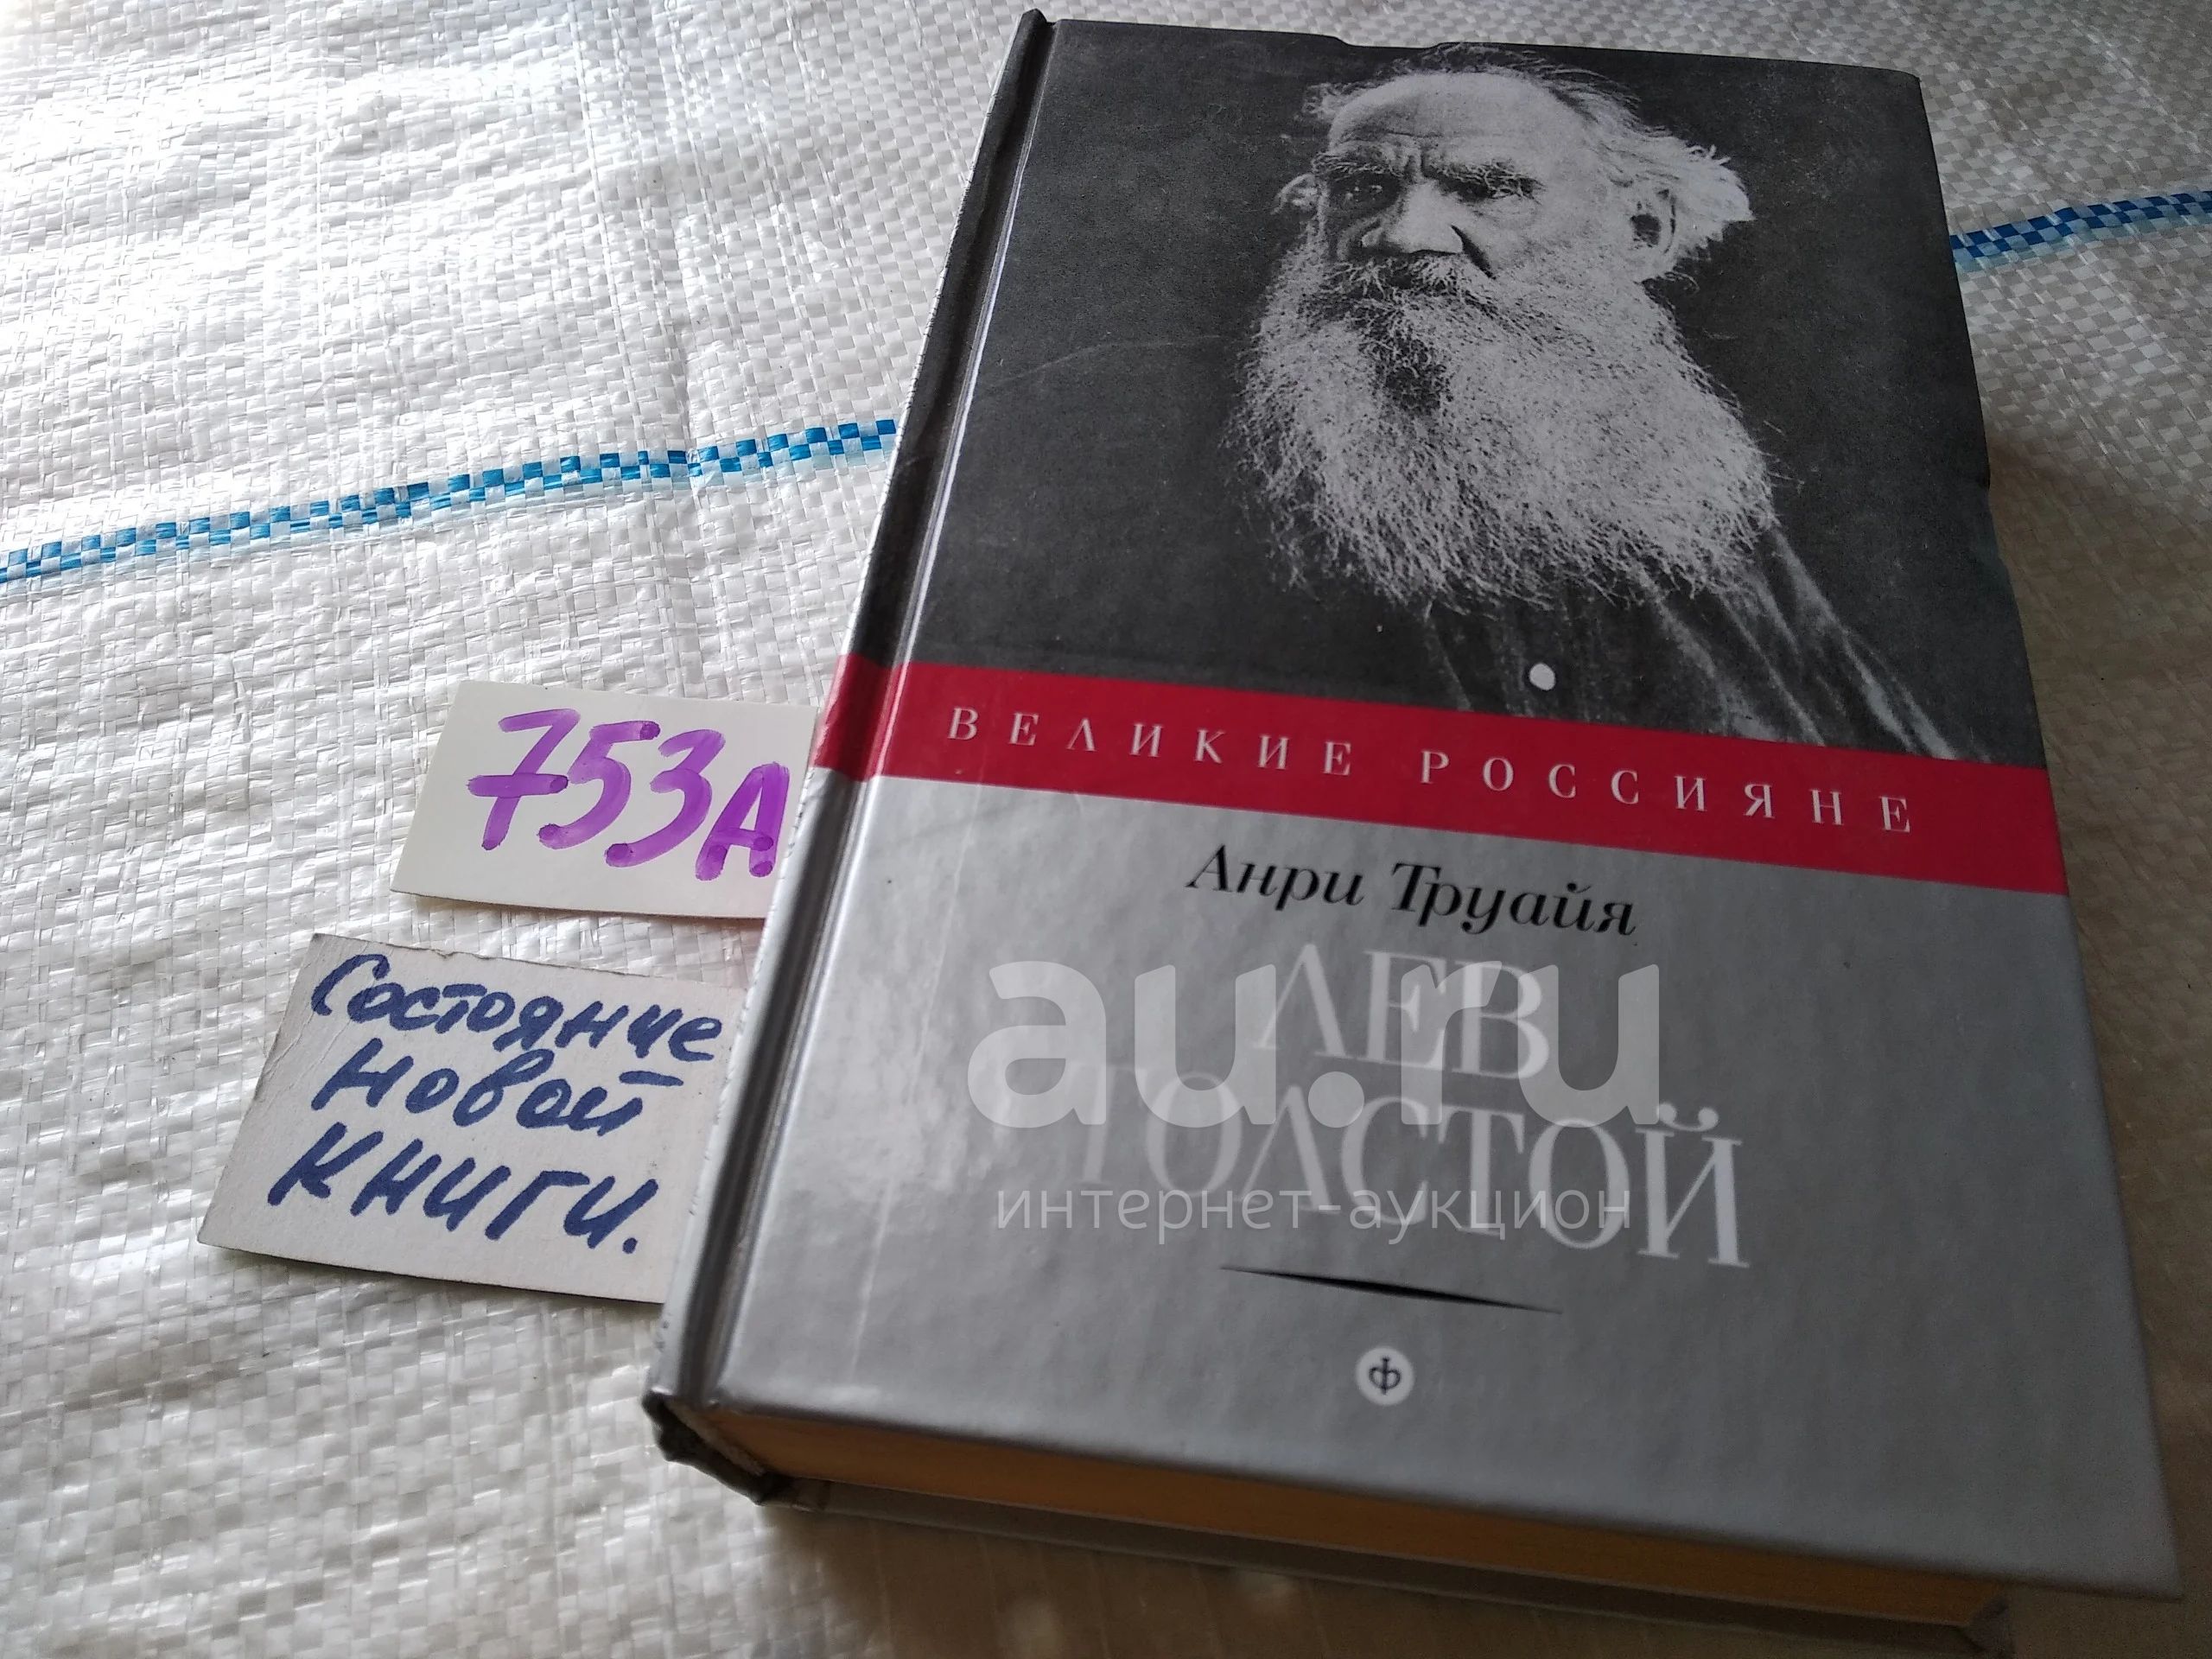 ВЕЛИКИЕ РОССИЯНЕ
Анри Труайя
ЛЕВ
ТОЛСТОЙ
ф
au.ru
интернет-аукцион
753А
Состояние
новой
книги.